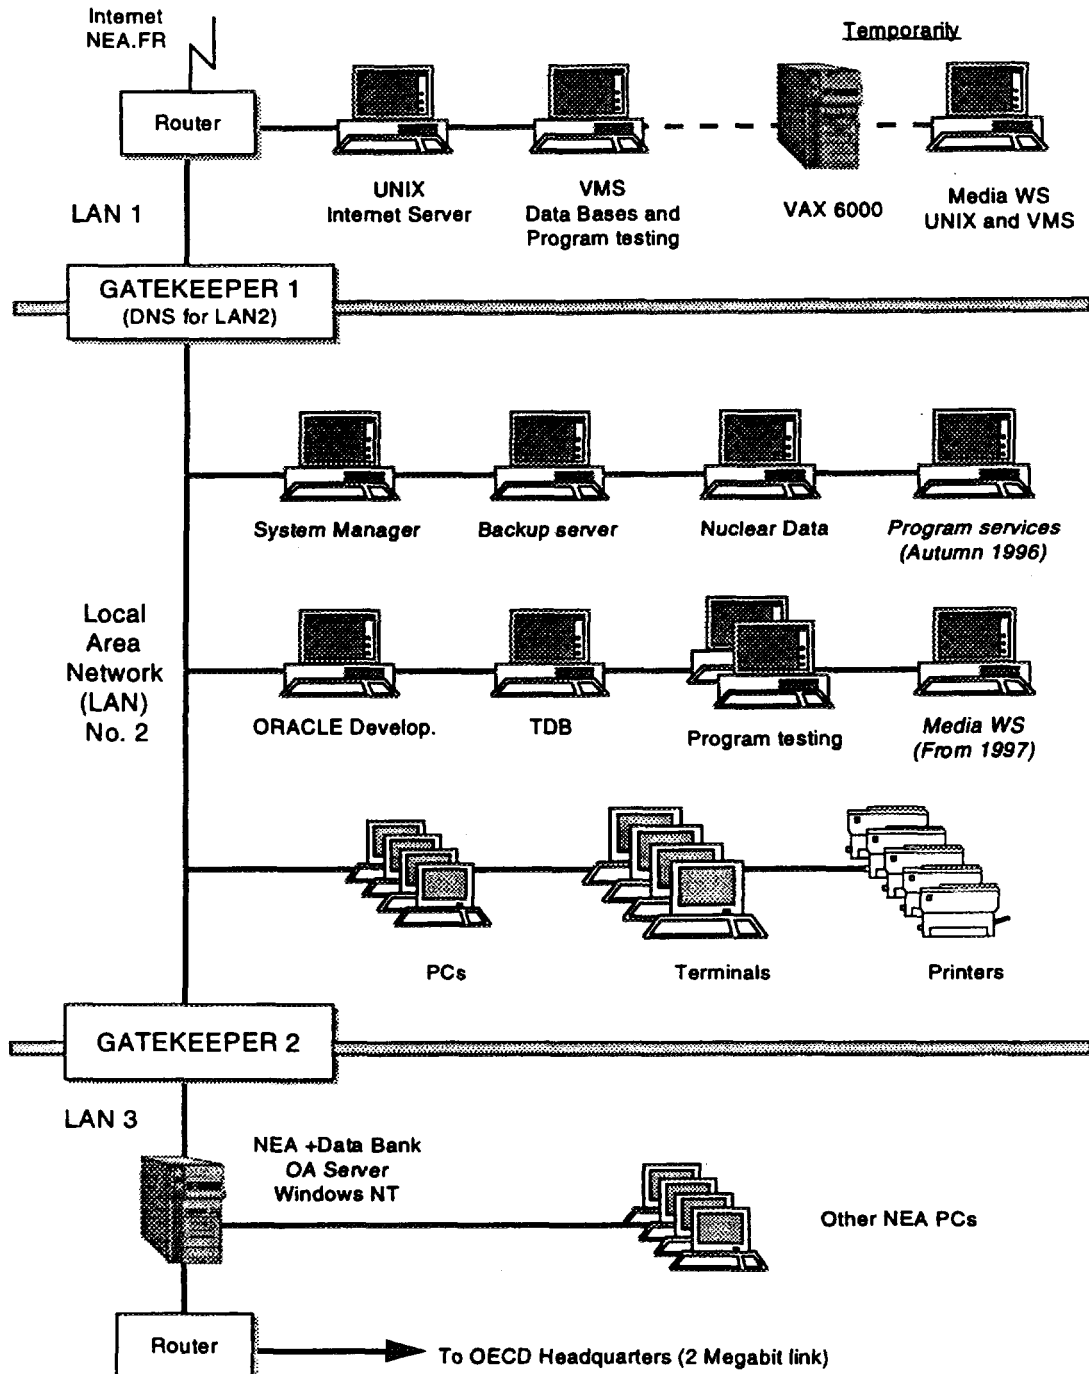 Internet
NEA.FR
Temporarily
Router
UNIX
Internet Server
VMS
Data Bases and
Program testing
VAX 6000
Media WS
UNIX and VMS
LAN 1
GATEKEEPER 1
(DNS for LAN2)
System Manager
Backup server
Nuclear Data
Program services
(Autumn 1996)
Local
Area
Network
(LAN)
No. 2
ORACLE Develop.
TDB
Program testing
Media WS
(From 1997)
PCs
Terminals
Printers
GATEKEEPER 2
LAN 3
NEA +Data Bank
OA Server
Windows NT
Other NEA PCs
Router
To OECD Headquarters (2 Megabit link)